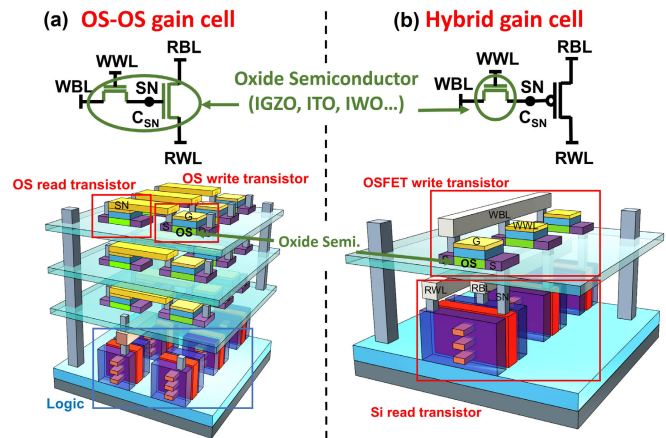 (a) OS-OS gain cell
WWL
RBL
WBL
SN
C_SN
RWL
Oxide Semiconductor
(IGZO, ITO, IWO...)
OS read transistor
OS write transistor
SN
G
S
OS
Oxide Semi.
Logic
(b) Hybrid gain cell
RBL
WWL
WBL
SN
C_SN
RWL
OSFET write transistor
WBL
WWL
G
OS
S
RWL
RBL
SN
Si read transistor